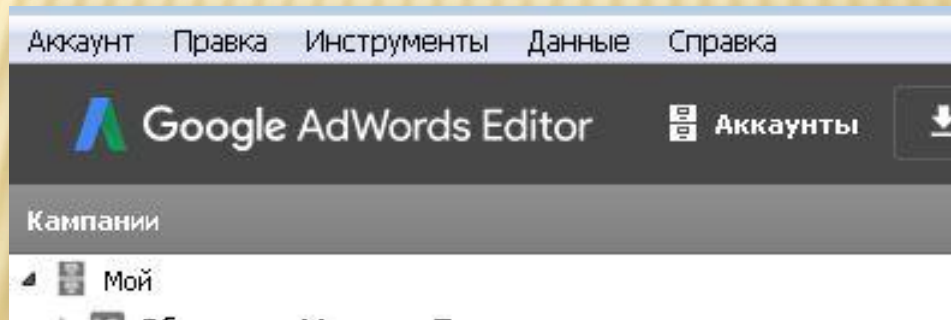 Аккаунт Правка Инструменты Данные Справка
Google AdWords Editor Аккаунты
Кампании
Мой